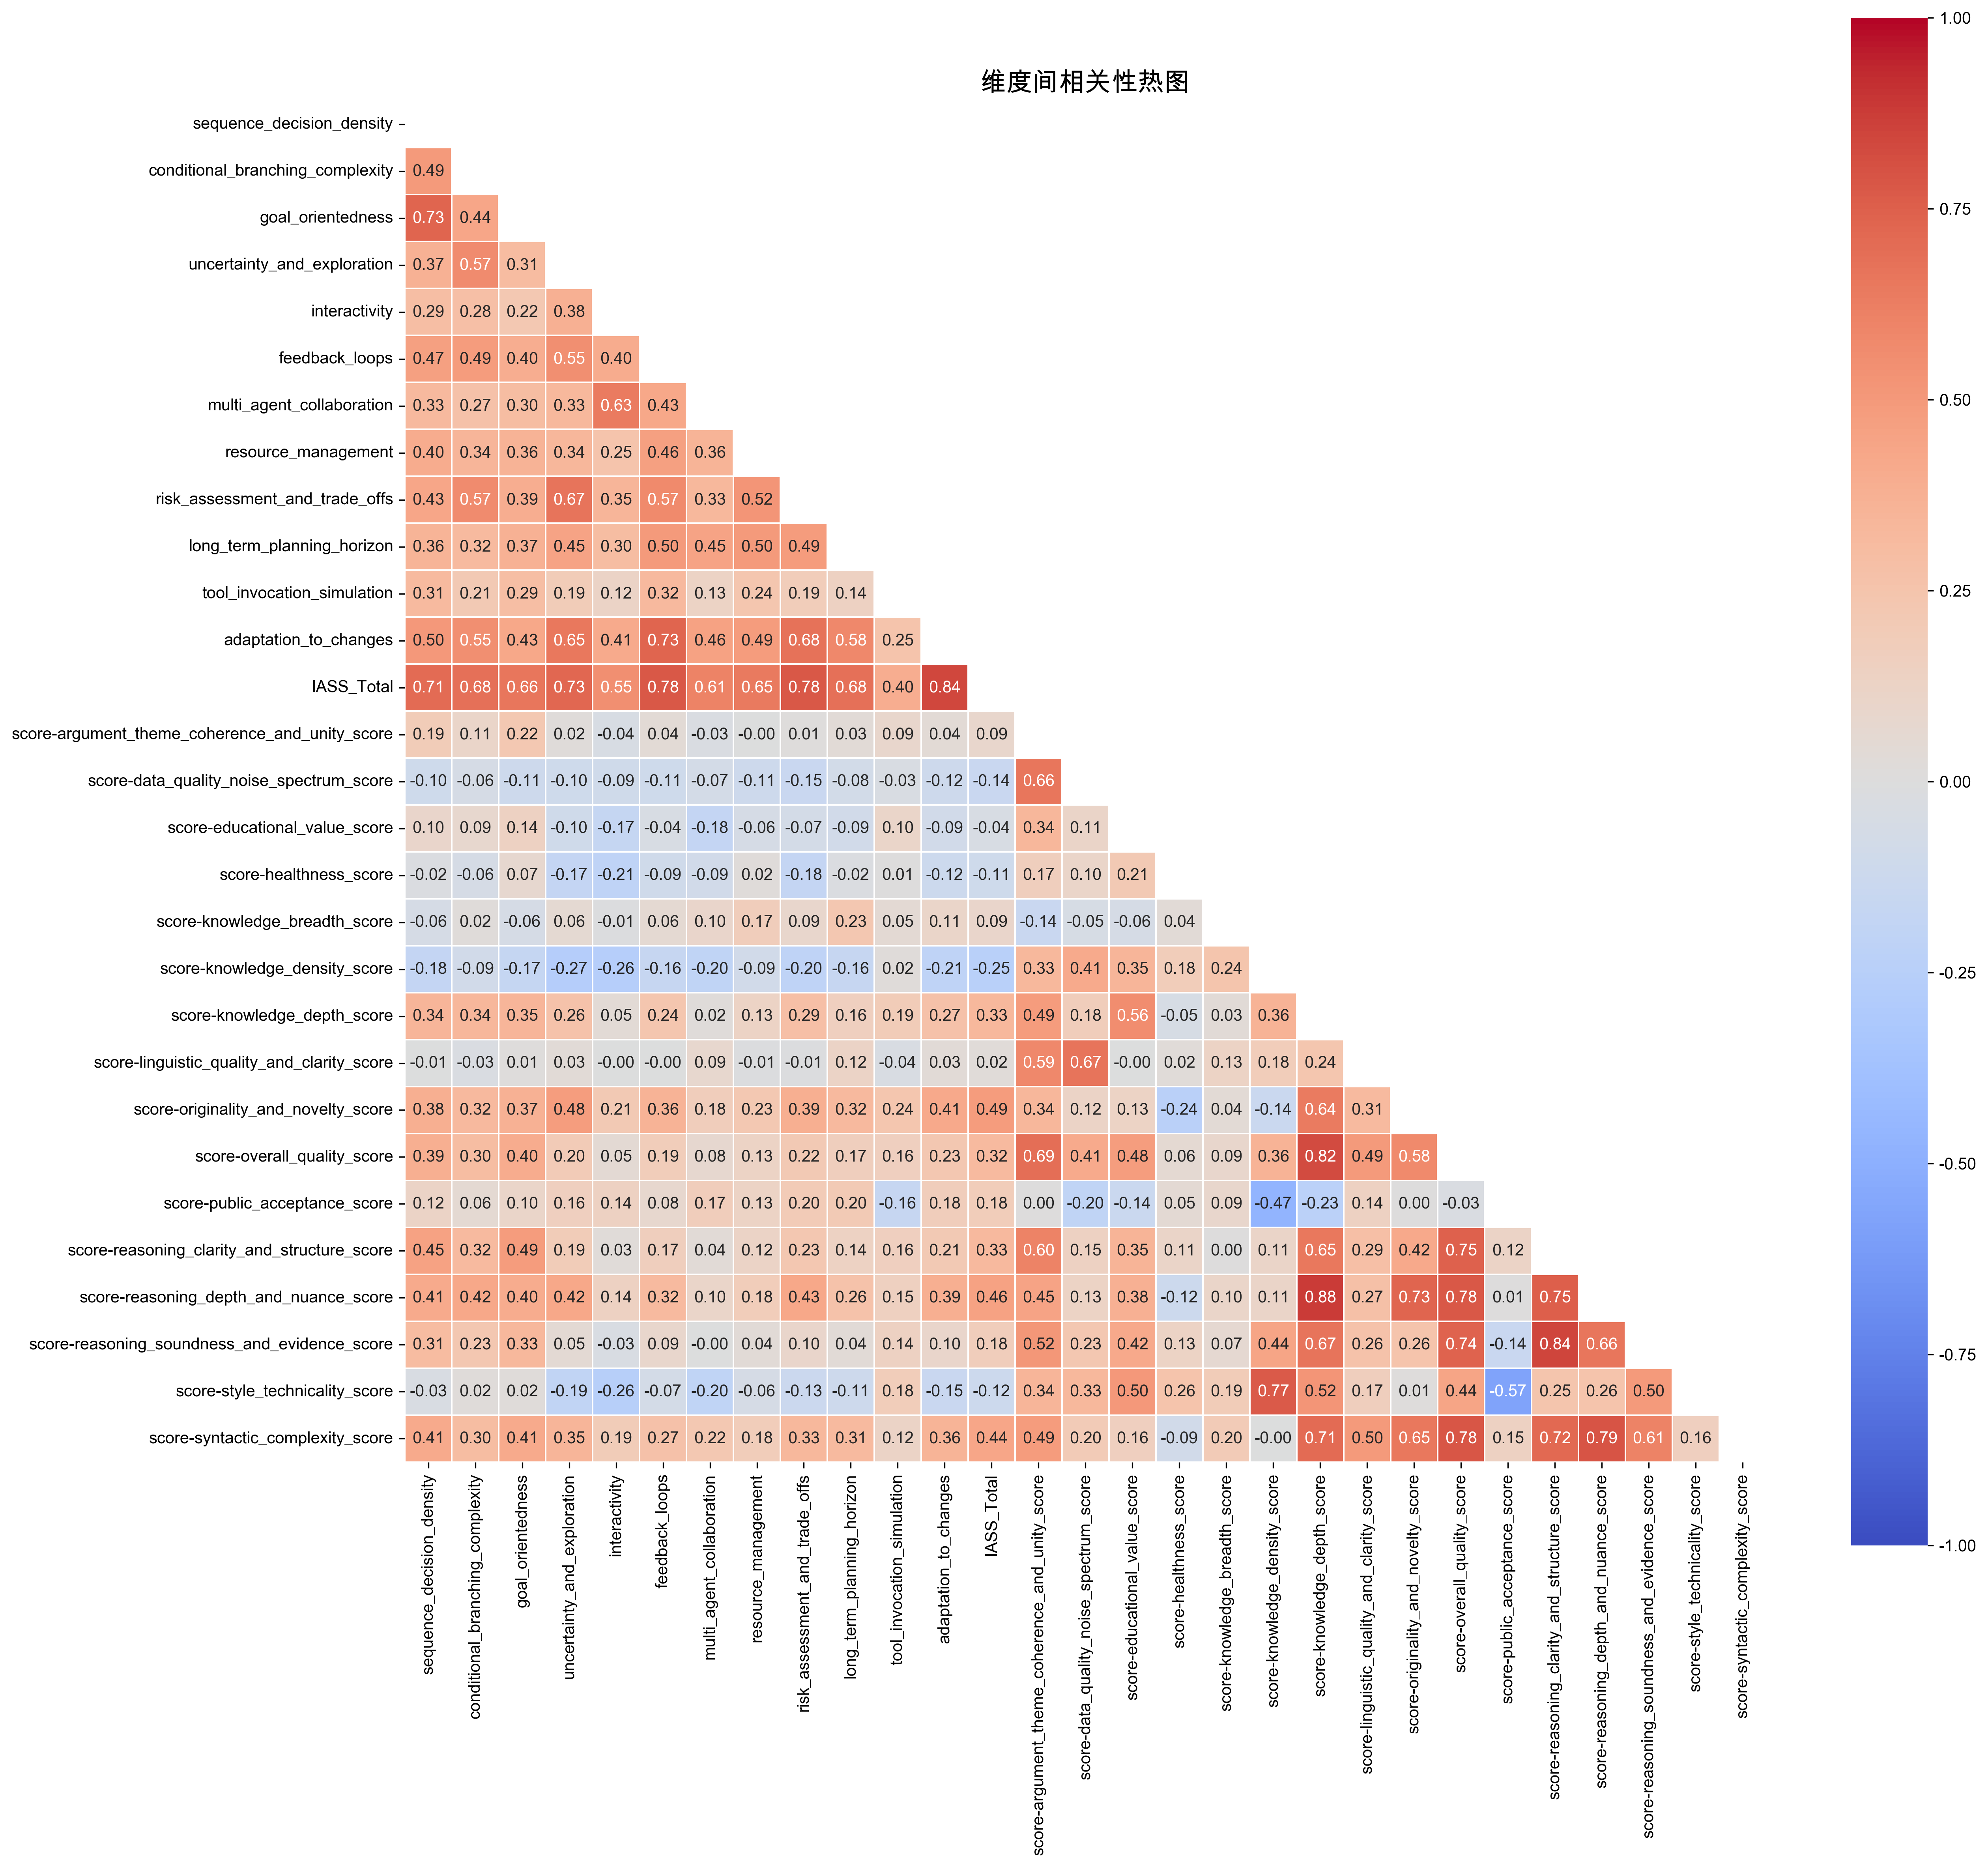 维度间相关性热图
1.00
0.75
0.50
0.25
0.00
-0.25
-0.50
-0.75
-1.00
sequence_decision_density
conditional_branching_complexity 0.49
goal_orientedness 0.73 0.44
uncertainty_and_exploration 0.37 0.57 0.31
interactivity 0.29 0.28 0.22 0.38
feedback_loops 0.47 0.49 0.40 0.55 0.40
multi_agent_collaboration 0.33 0.27 0.30 0.33 0.63 0.43
resource_management 0.40 0.34 0.36 0.34 0.25 0.46 0.36
risk_assessment_and_trade_offs 0.43 0.57 0.39 0.67 0.35 0.57 0.33 0.52
long_term_planning_horizon 0.36 0.32 0.37 0.45 0.30 0.50 0.45 0.50 0.49
tool_invocation_simulation 0.31 0.21 0.29 0.19 0.12 0.32 0.13 0.24 0.19 0.14
adaptation_to_changes 0.50 0.55 0.43 0.65 0.41 0.73 0.46 0.49 0.68 0.58 0.25
IASS_Total 0.71 0.68 0.66 0.73 0.55 0.78 0.61 0.65 0.78 0.68 0.40 0.84
score-argument_theme_coherence_and_unity_score 0.19 0.11 0.22 0.02 -0.04 0.04 -0.03 -0.00 0.01 0.03 0.09 0.04 0.09
score-data_quality_noise_spectrum_score -0.10 -0.06 -0.11 -0.10 -0.09 -0.11 -0.07 -0.11 -0.15 -0.08 -0.03 -0.12 -0.14 0.66
score-educational_value_score 0.10 0.09 0.14 -0.10 -0.17 -0.04 -0.18 -0.06 -0.07 -0.09 0.10 -0.09 -0.04 0.34 0.11
score-healthness_score -0.02 -0.06 0.07 -0.17 -0.21 -0.09 -0.09 0.02 -0.18 -0.02 0.01 -0.12 -0.11 0.17 0.10 0.21
score-knowledge_breadth_score -0.06 0.02 -0.06 0.06 -0.01 0.06 0.10 0.17 0.09 0.23 0.05 0.11 0.09 -0.14 -0.05 -0.06 0.04
score-knowledge_density_score -0.18 -0.09 -0.17 -0.27 -0.26 -0.16 -0.20 -0.09 -0.20 -0.16 0.02 -0.21 -0.25 0.33 0.41 0.35 0.18 0.24
score-knowledge_depth_score 0.34 0.34 0.35 0.26 0.05 0.24 0.02 0.13 0.29 0.16 0.19 0.27 0.33 0.49 0.18 0.56 -0.05 0.03 0.36
score-linguistic_quality_and_clarity_score -0.01 -0.03 0.01 0.03 -0.00 -0.00 0.09 -0.01 -0.01 0.12 -0.04 0.03 0.02 0.59 0.67 -0.00 0.02 0.13 0.18 0.24
score-originality_and_novelty_score 0.38 0.32 0.37 0.48 0.21 0.36 0.18 0.23 0.39 0.32 0.24 0.41 0.49 0.34 0.12 0.13 -0.24 0.04 -0.14 0.64 0.31
score-overall_quality_score 0.39 0.30 0.40 0.20 0.05 0.19 0.08 0.13 0.22 0.17 0.16 0.23 0.32 0.69 0.41 0.48 0.06 0.09 0.36 0.82 0.49 0.58
score-public_acceptance_score 0.12 0.06 0.10 0.16 0.14 0.08 0.17 0.13 0.20 0.20 -0.16 0.18 0.18 0.00 -0.20 -0.14 0.05 0.09 -0.47 -0.23 0.14 0.00 -0.03
score-reasoning_clarity_and_structure_score 0.45 0.32 0.49 0.19 0.03 0.17 0.04 0.12 0.23 0.14 0.16 0.21 0.33 0.60 0.15 0.35 0.11 0.00 0.11 0.65 0.29 0.42 0.75 0.12
score-reasoning_depth_and_nuance_score 0.41 0.42 0.40 0.42 0.14 0.32 0.10 0.18 0.43 0.26 0.15 0.39 0.46 0.45 0.13 0.38 -0.12 0.10 0.11 0.88 0.27 0.73 0.78 0.01 0.75
score-reasoning_soundness_and_evidence_score 0.31 0.23 0.33 0.05 -0.03 0.09 -0.00 0.04 0.10 0.04 0.14 0.10 0.18 0.52 0.23 0.42 0.13 0.07 0.44 0.67 0.26 0.26 0.74 -0.14 0.84 0.66
score-style_technicality_score -0.03 0.02 0.02 -0.19 -0.26 -0.07 -0.20 -0.06 -0.13 -0.11 0.18 -0.15 -0.12 0.34 0.33 0.50 0.26 0.19 0.77 0.52 0.17 0.01 0.44 -0.57 0.25 0.26 0.50
score-syntactic_complexity_score 0.41 0.30 0.41 0.35 0.19 0.27 0.22 0.18 0.33 0.31 0.12 0.36 0.44 0.49 0.20 0.16 -0.09 0.20 -0.00 0.71 0.50 0.65 0.78 0.15 0.72 0.79 0.61 0.16
sequence_decision_density
conditional_branching_complexity
goal_orientedness
uncertainty_and_exploration
interactivity
feedback_loops
multi_agent_collaboration
resource_management
risk_assessment_and_trade_offs
long_term_planning_horizon
tool_invocation_simulation
adaptation_to_changes
IASS_Total
score-argument_theme_coherence_and_unity_score
score-data_quality_noise_spectrum_score
score-educational_value_score
score-healthness_score
score-knowledge_breadth_score
score-knowledge_density_score
score-knowledge_depth_score
score-linguistic_quality_and_clarity_score
score-originality_and_novelty_score
score-overall_quality_score
score-public_acceptance_score
score-reasoning_clarity_and_structure_score
score-reasoning_depth_and_nuance_score
score-reasoning_soundness_and_evidence_score
score-style_technicality_score
score-syntactic_complexity_score